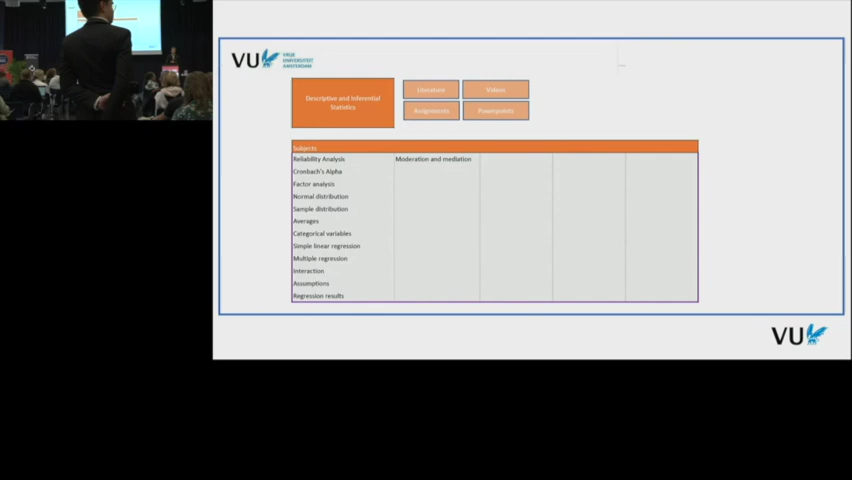 VU VRIJE
UNIVERSITEIT
AMSTERDAM
Descriptive and Inferential
Statistics
Literature
Videos
Assignments
Powerpoints
Subjects
Reliability Analysis
Moderation and mediation
Cronbach's Alpha
Factor analysis
Normal distribution
Sample distribution
Averages
Categorical variables
Simple linear regression
Multiple regression
Interaction
Assumptions
Regression results
VU